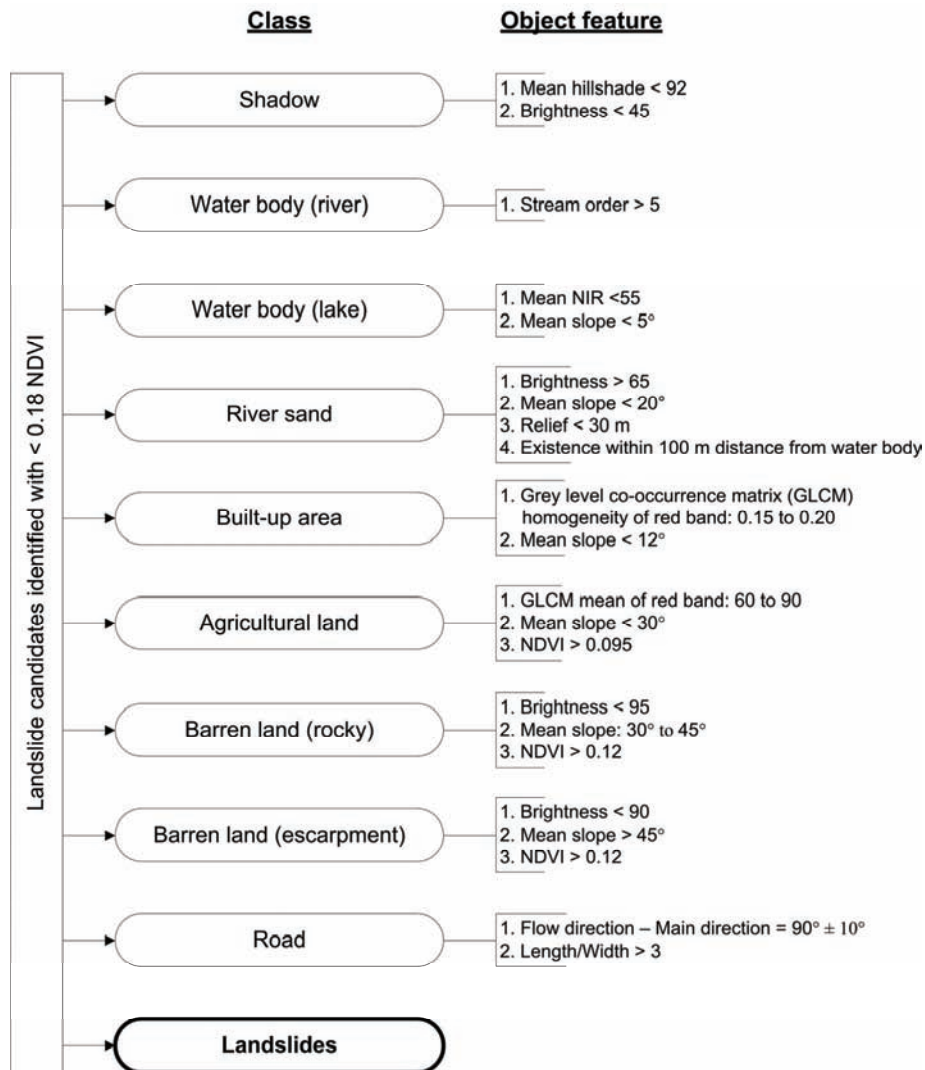 Class
Object feature
Landslide candidates identified with < 0.18 NDVI
Shadow
1. Mean hillshade < 92
2. Brightness < 45
Water body (river)
1. Stream order > 5
Water body (lake)
1. Mean NIR <55
2. Mean slope < 5°
River sand
1. Brightness > 65
2. Mean slope < 20°
3. Relief < 30 m
4. Existence within 100 m distance from water body
Built-up area
1. Grey level co-occurrence matrix (GLCM)
homogeneity of red band: 0.15 to 0.20
2. Mean slope < 12°
Agricultural land
1. GLCM mean of red band: 60 to 90
2. Mean slope < 30°
3. NDVI > 0.095
Barren land (rocky)
1. Brightness < 95
2. Mean slope: 30° to 45°
3. NDVI > 0.12
Barren land (escarpment)
1. Brightness < 90
2. Mean slope > 45°
3. NDVI > 0.12
Road
1. Flow direction – Main direction = 90° ± 10°
2. Length/Width > 3
Landslides